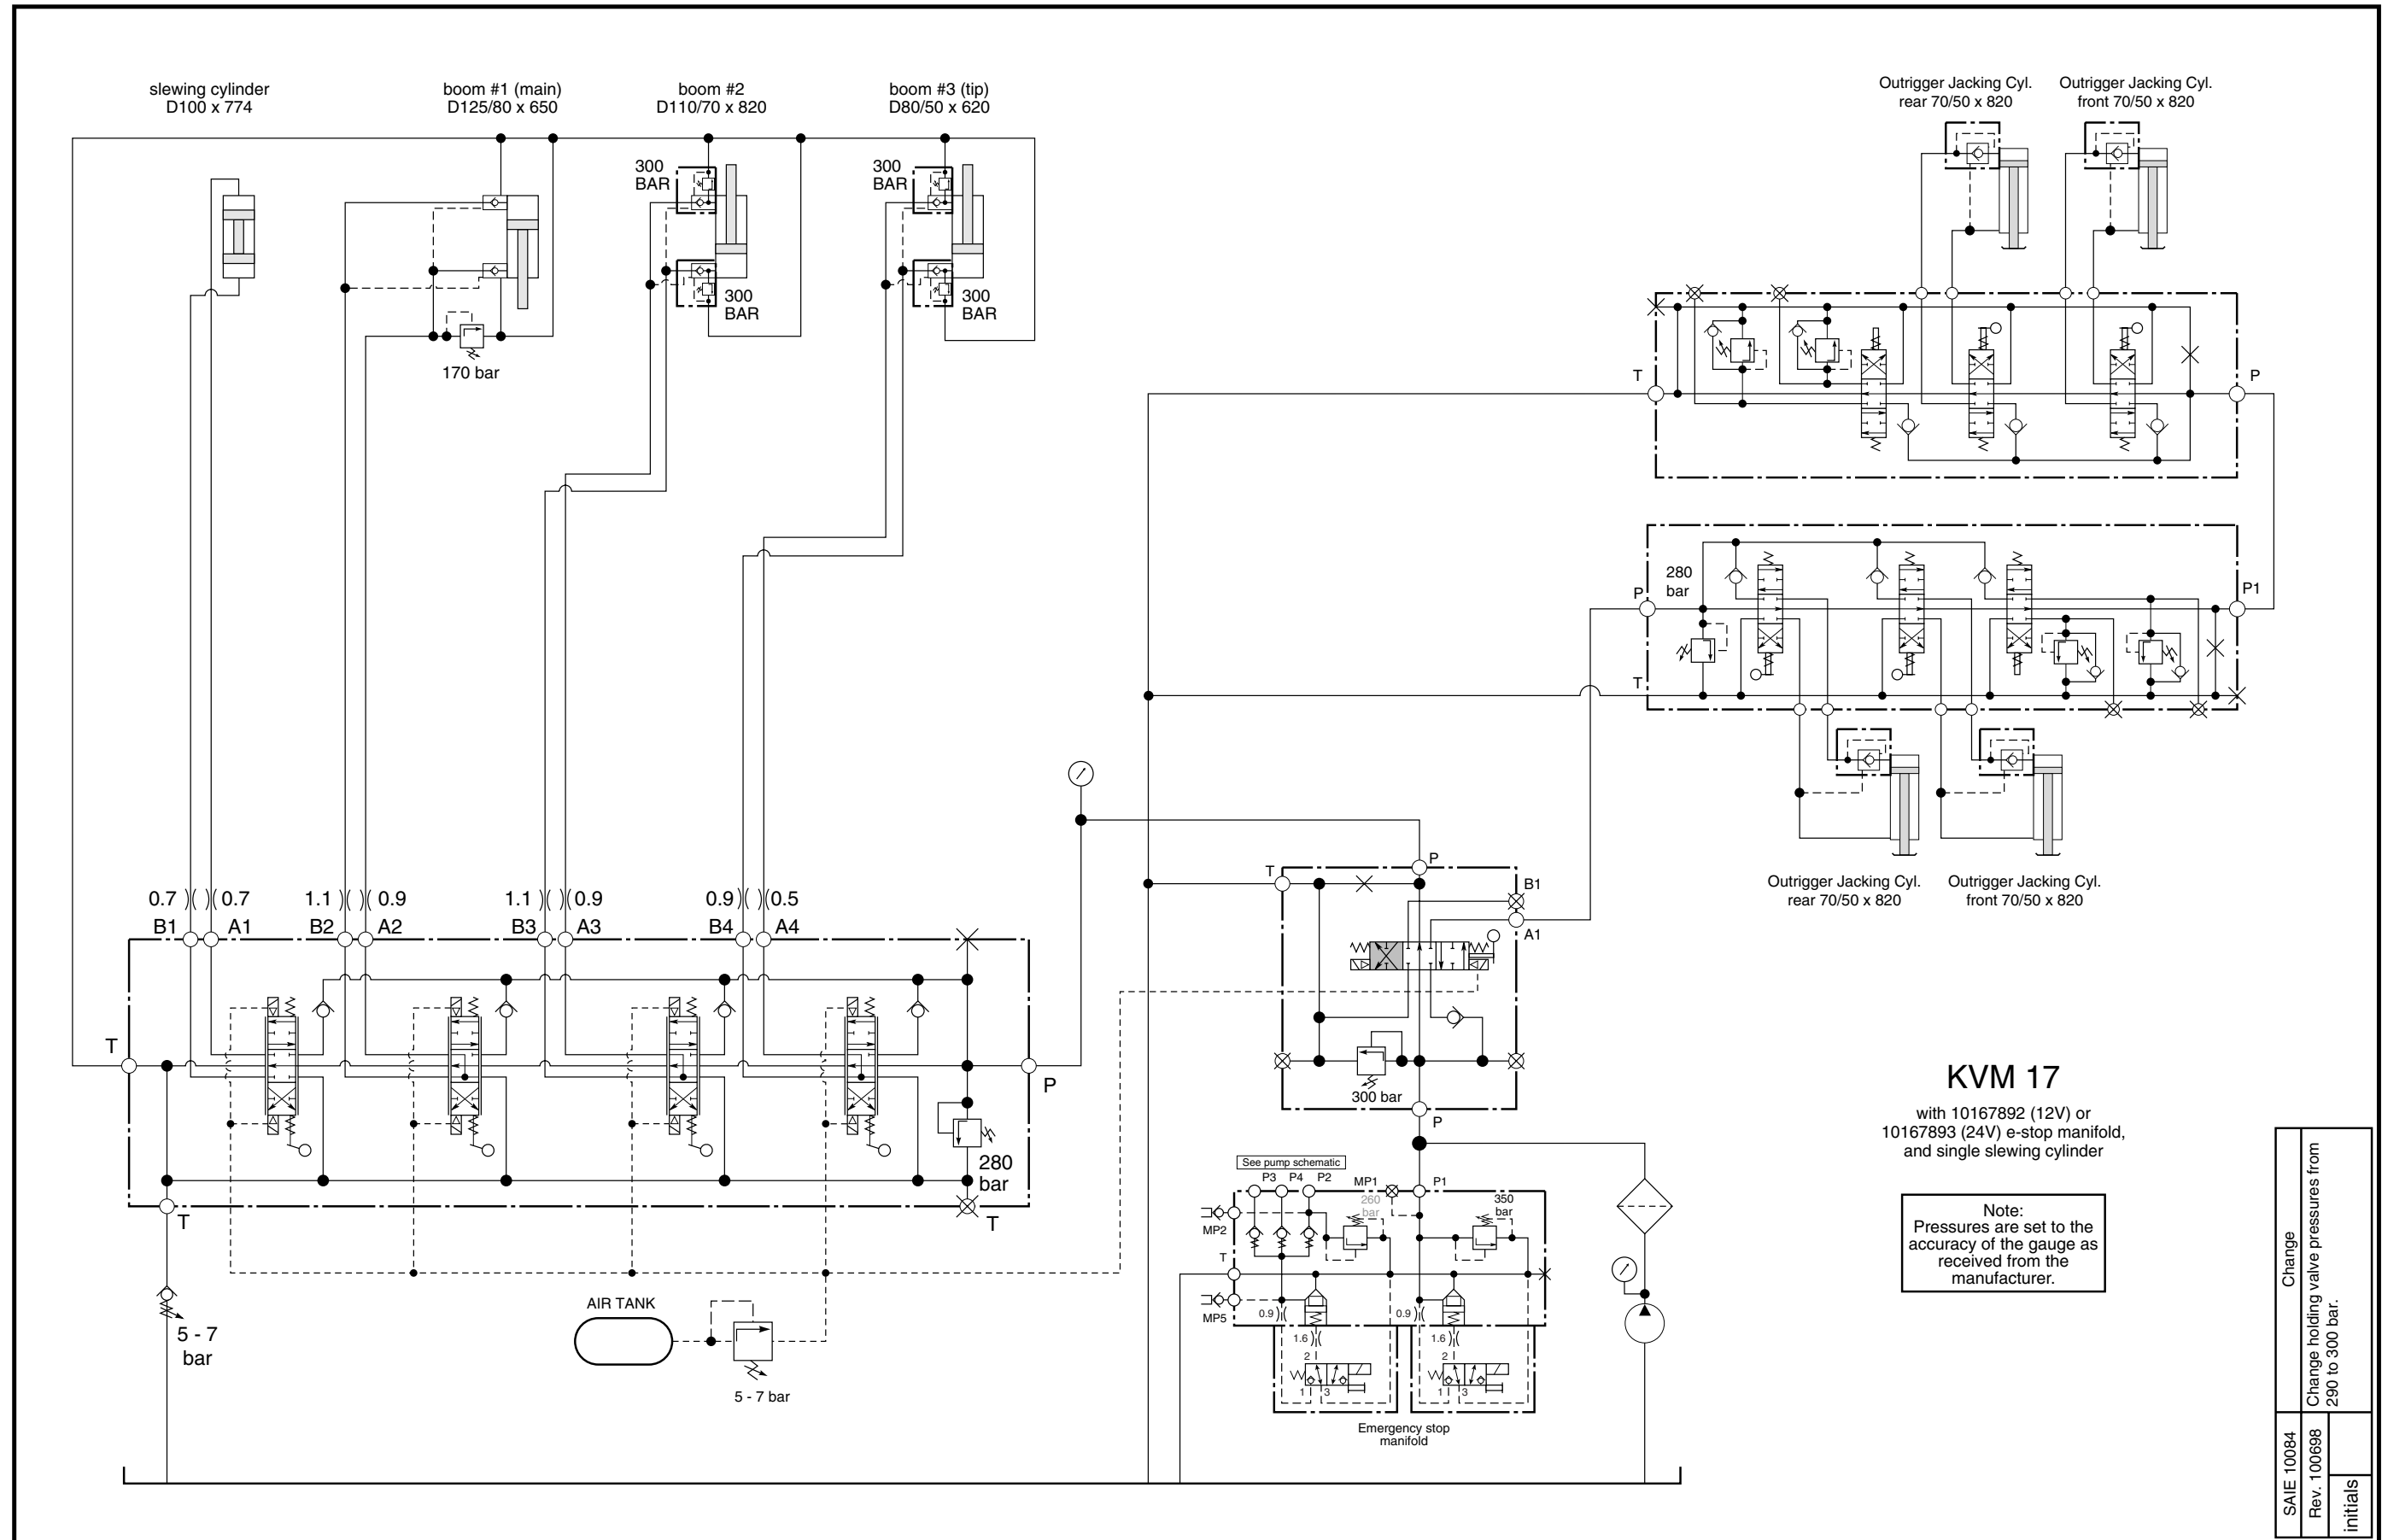 slewing cylinder
D100 x 774
boom #1 (main)
D125/80 x 650
boom #2
D110/70 x 820
boom #3 (tip)
D80/50 x 620
Outrigger Jacking Cyl.
rear 70/50 x 820
Outrigger Jacking Cyl.
front 70/50 x 820
300
BAR
300
BAR
300
BAR
300
BAR
170 bar
T
P
280
bar
P
P1
T
Outrigger Jacking Cyl.
rear 70/50 x 820
Outrigger Jacking Cyl.
front 70/50 x 820
0.7
0.7
1.1
0.9
1.1
0.9
0.9
0.5
B1
A1
B2
A2
B3
A3
B4
A4
T
P
280
bar
T
T
5 - 7
bar
AIR TANK
5 - 7 bar
T
P
B1
A1
300 bar
P
See pump schematic
P3
P4
P2
MP1
P1
260
bar
350
bar
MP2
T
MP5
0.9
0.9
1.6
1.6
2
2
1
3
1
3
Emergency stop
manifold
KVM 17
with 10167892 (12V) or
10167893 (24V) e-stop manifold,
and single slewing cylinder
Note:
Pressures are set to the
accuracy of the gauge as
received from the
manufacturer.
SAIE 10084
Change
Rev. 100698
Change holding valve pressures from
290 to 300 bar.
initials